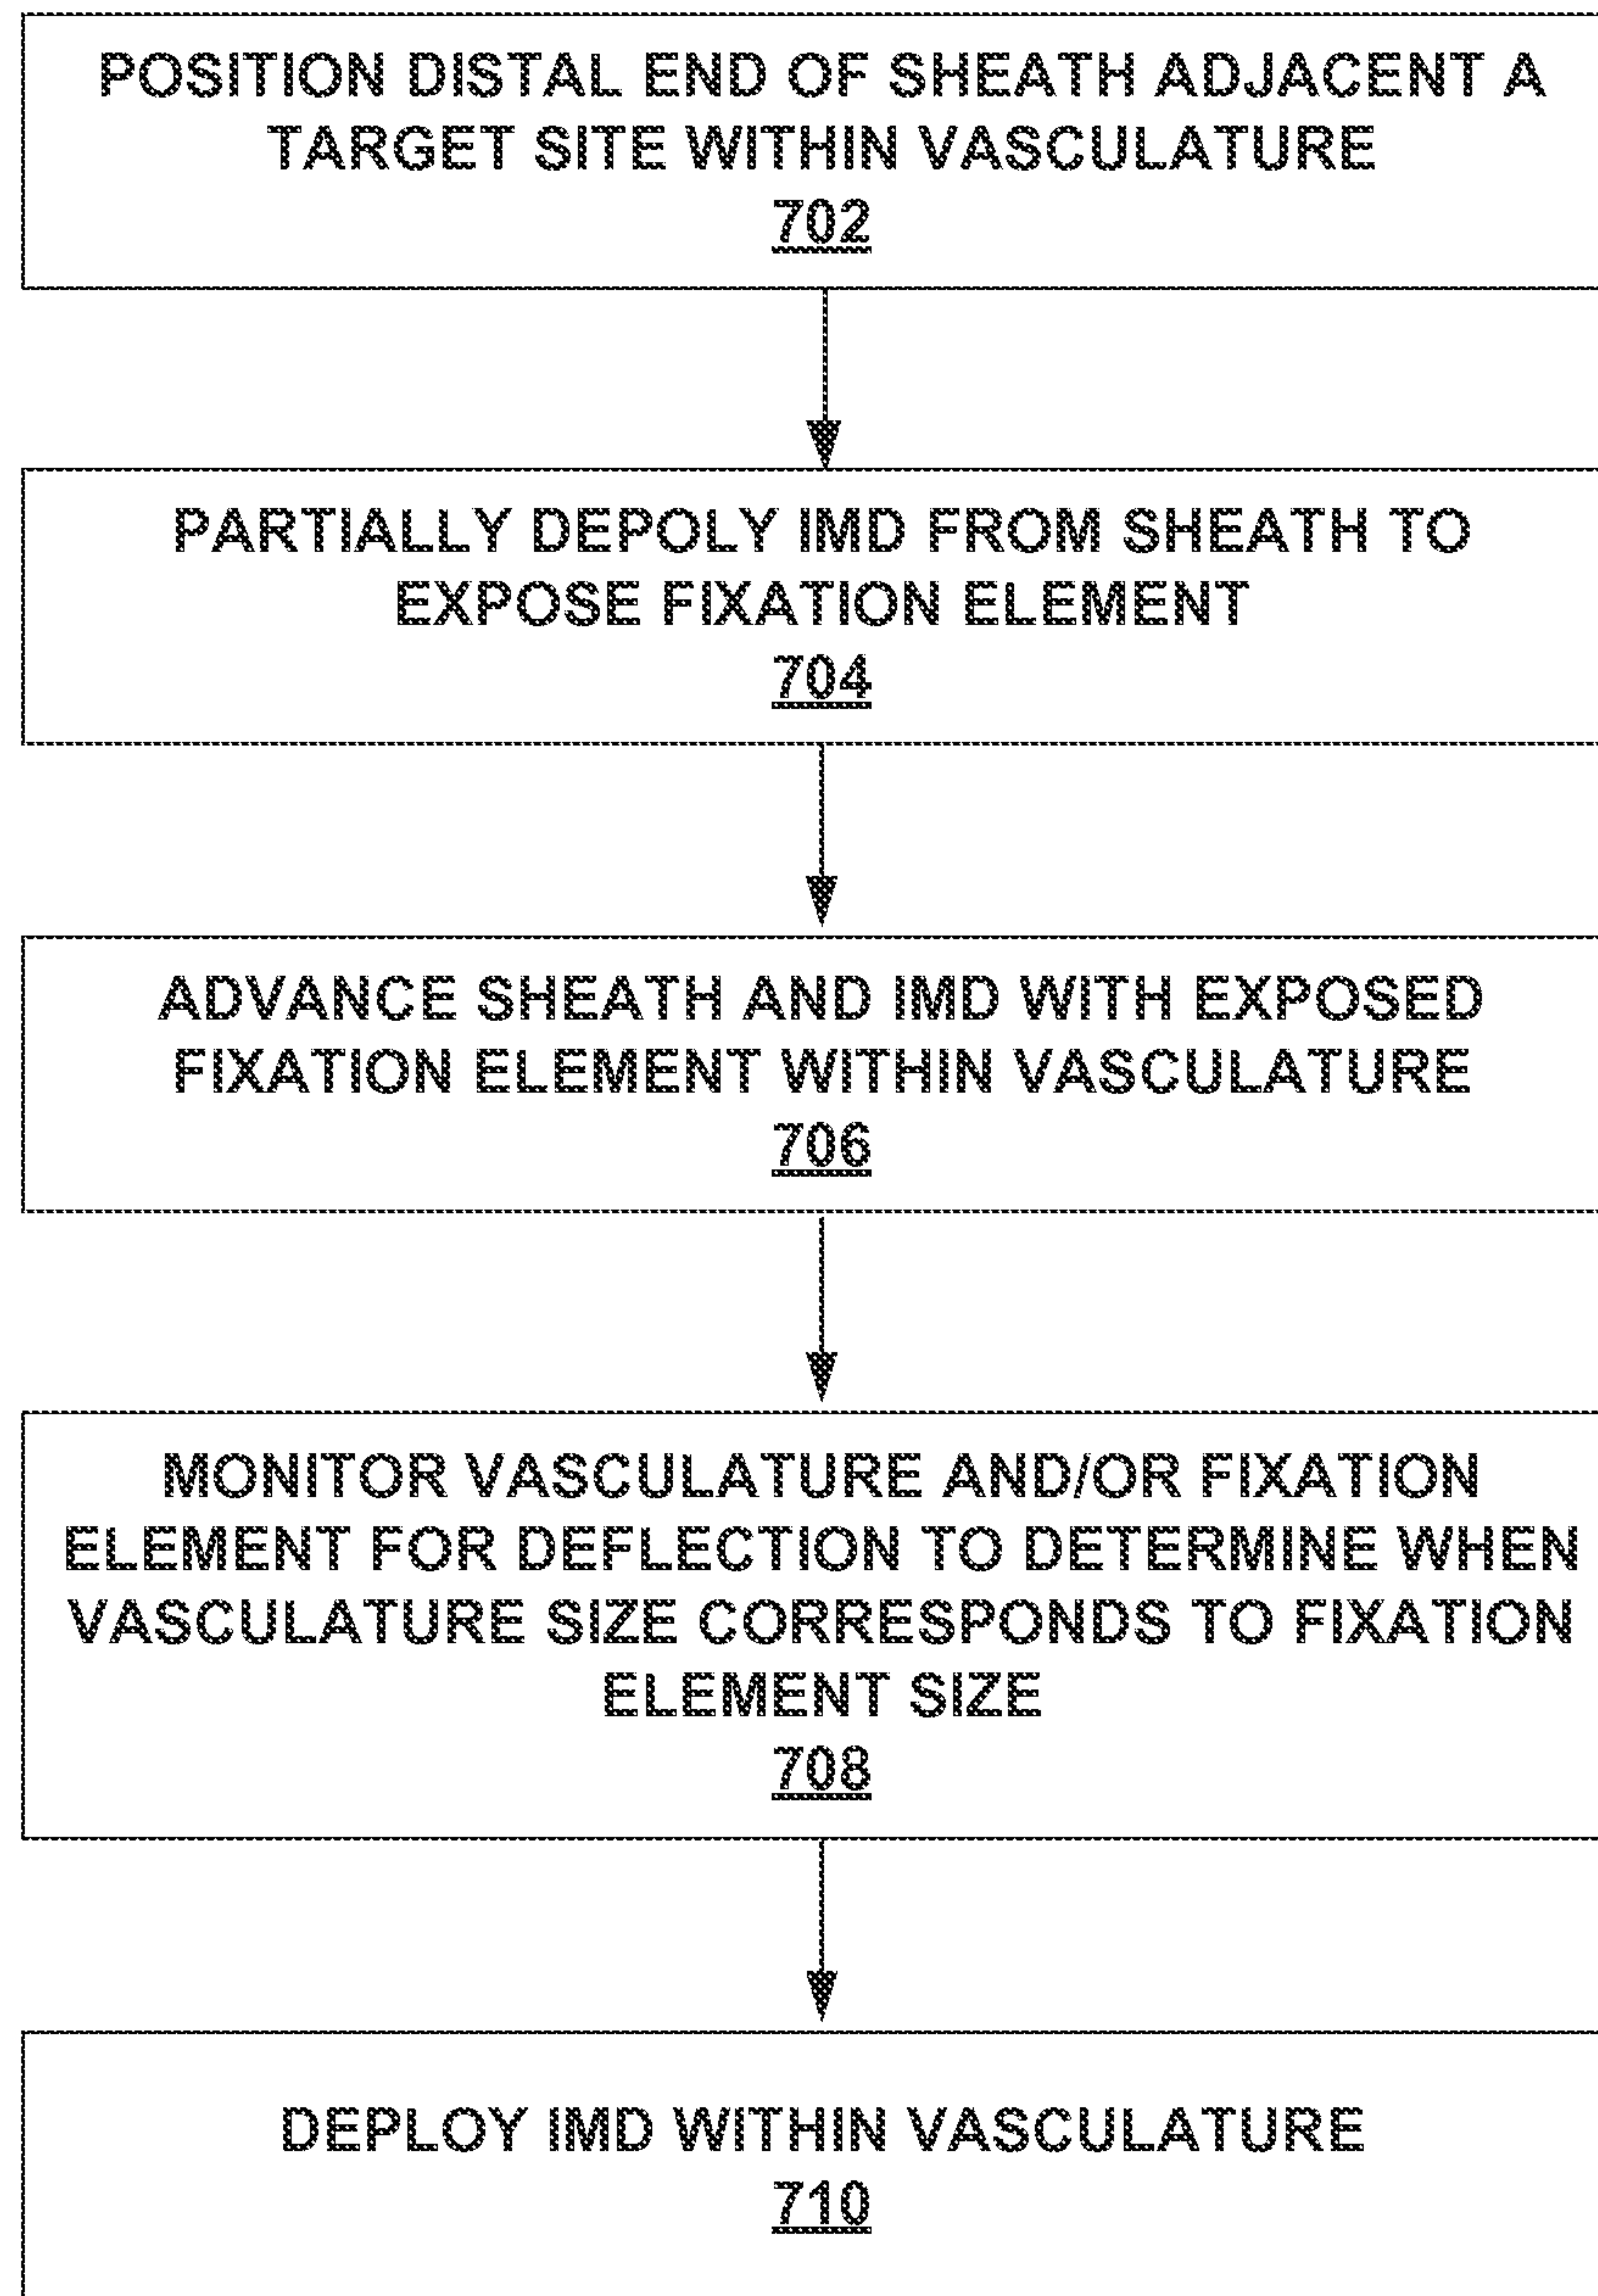 POSITION DISTAL END OF SHEATH ADJACENT A
TARGET SITE WITHIN VASCULATURE
702
PARTIALLY DEPOLY IMD FROM SHEATH TO
EXPOSE FIXATION ELEMENT
704
ADVANCE SHEATH AND IMD WITH EXPOSED
FIXATION ELEMENT WITHIN VASCULATURE
706
MONITOR VASCULATURE AND/OR FIXATION
ELEMENT FOR DEFLECTION TO DETERMINE WHEN
VASCULATURE SIZE CORRESPONDS TO FIXATION
ELEMENT SIZE
708
DEPLOY IMD WITHIN VASCULATURE
710